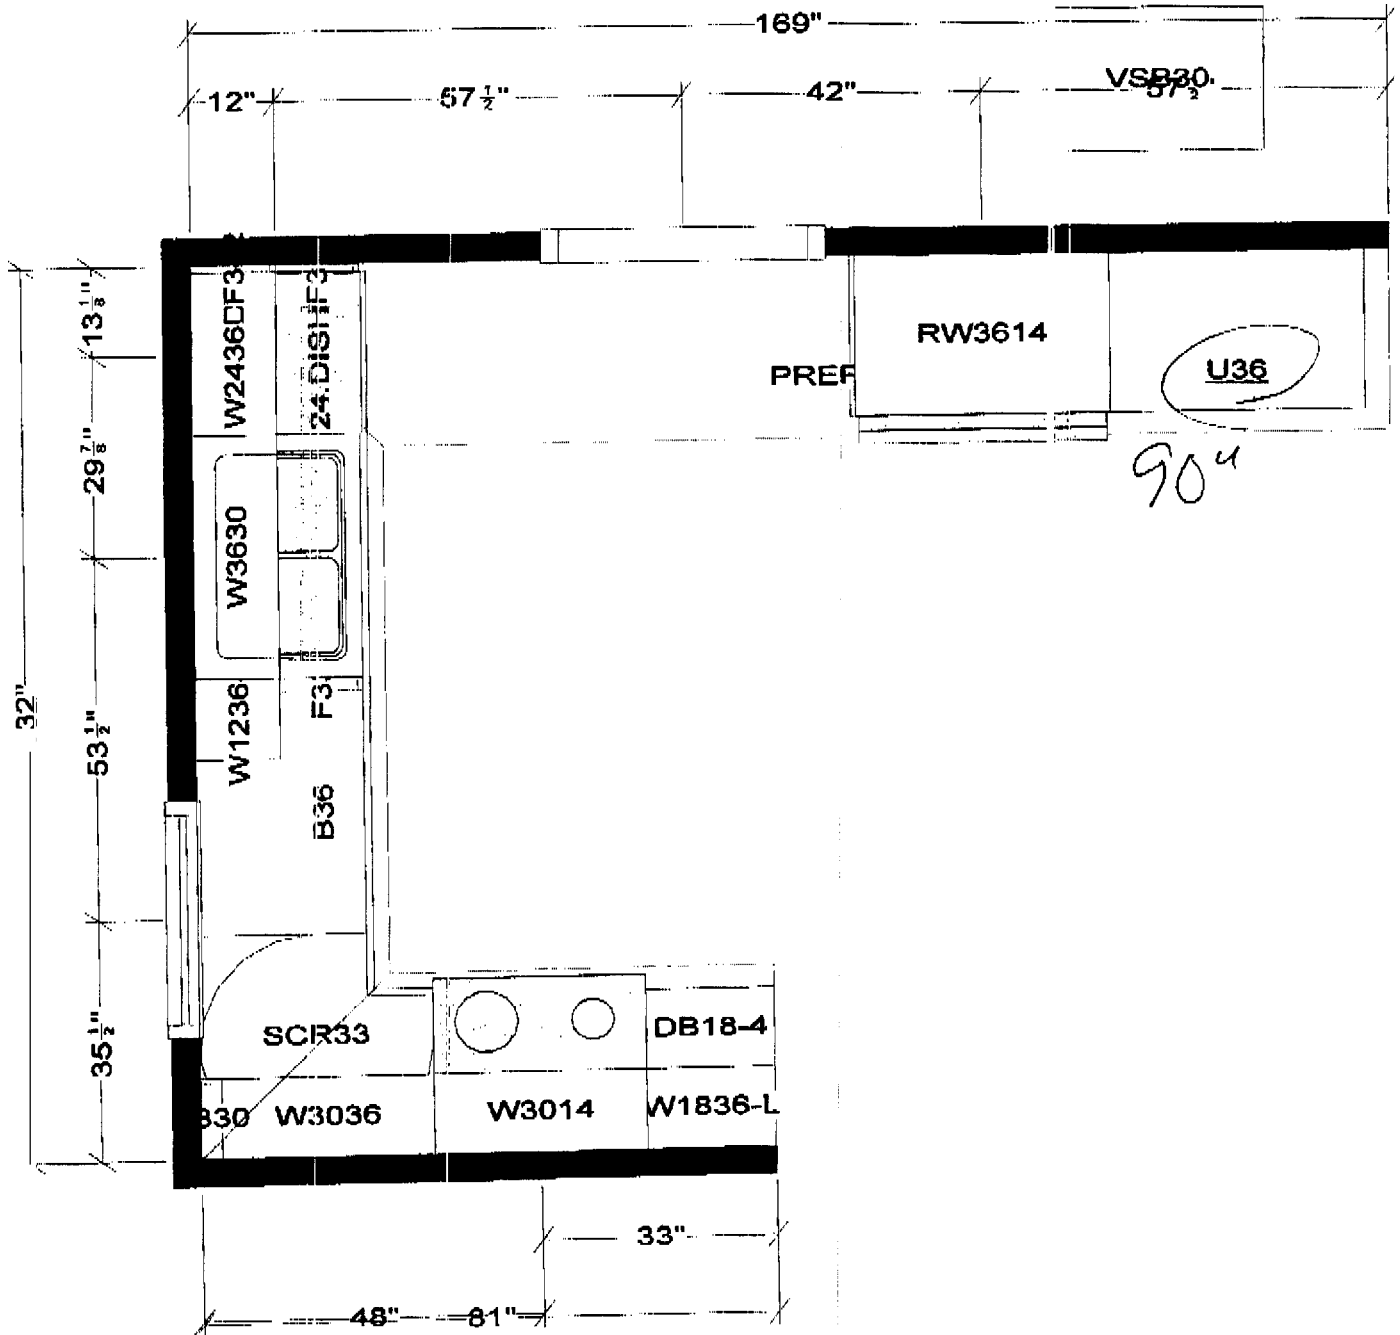 169"
VSB30
12" 57 1/2" 42" 57 1/2
13 1/8"
29 7/8"
53 1/2"
35 1/2"
32"
W2436DF3
24.DISHF3
RW3614
U36
PREP
90"
W3630
W1236
F3
B36
SCR33
DB18-4
830 W3036 W3014 W1836-L
33"
48" 81"